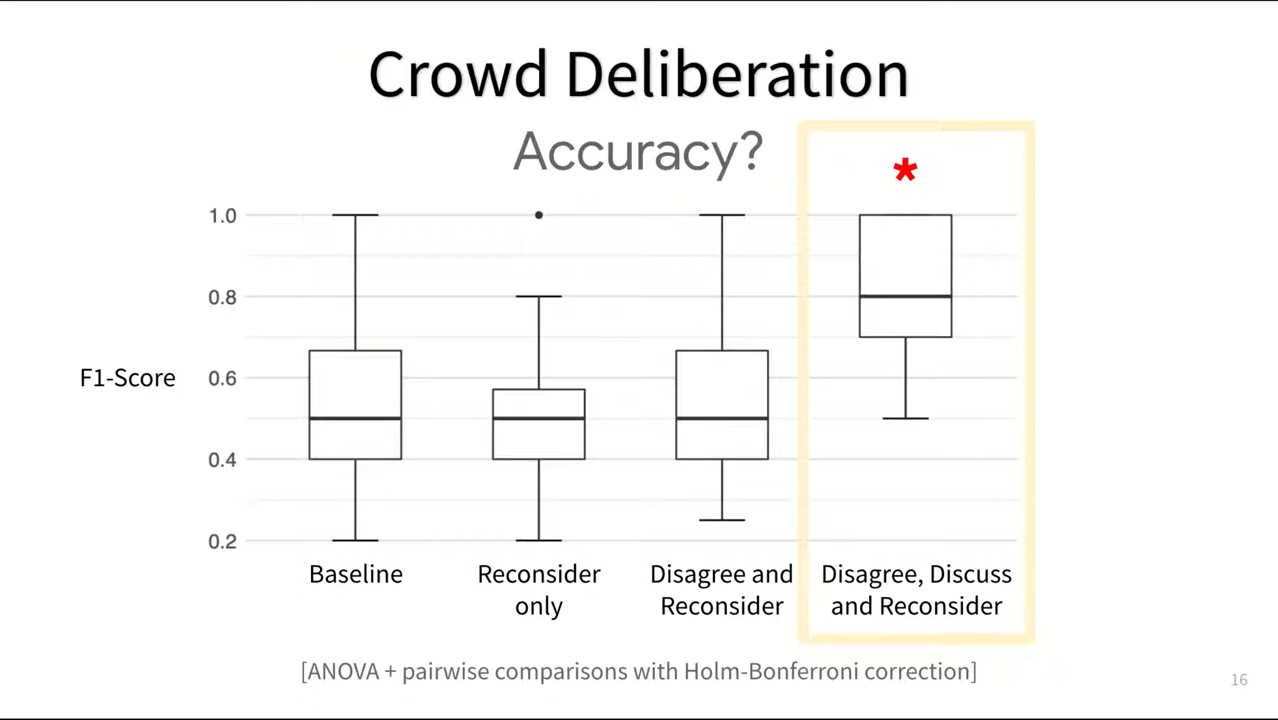 Crowd Deliberation
Accuracy?
*
1.0
0.8
F1-Score 0.6
0.4
0.2
Baseline Reconsider only Disagree and Reconsider Disagree, Discuss and Reconsider
[ANOVA + pairwise comparisons with Holm-Bonferroni correction]
16